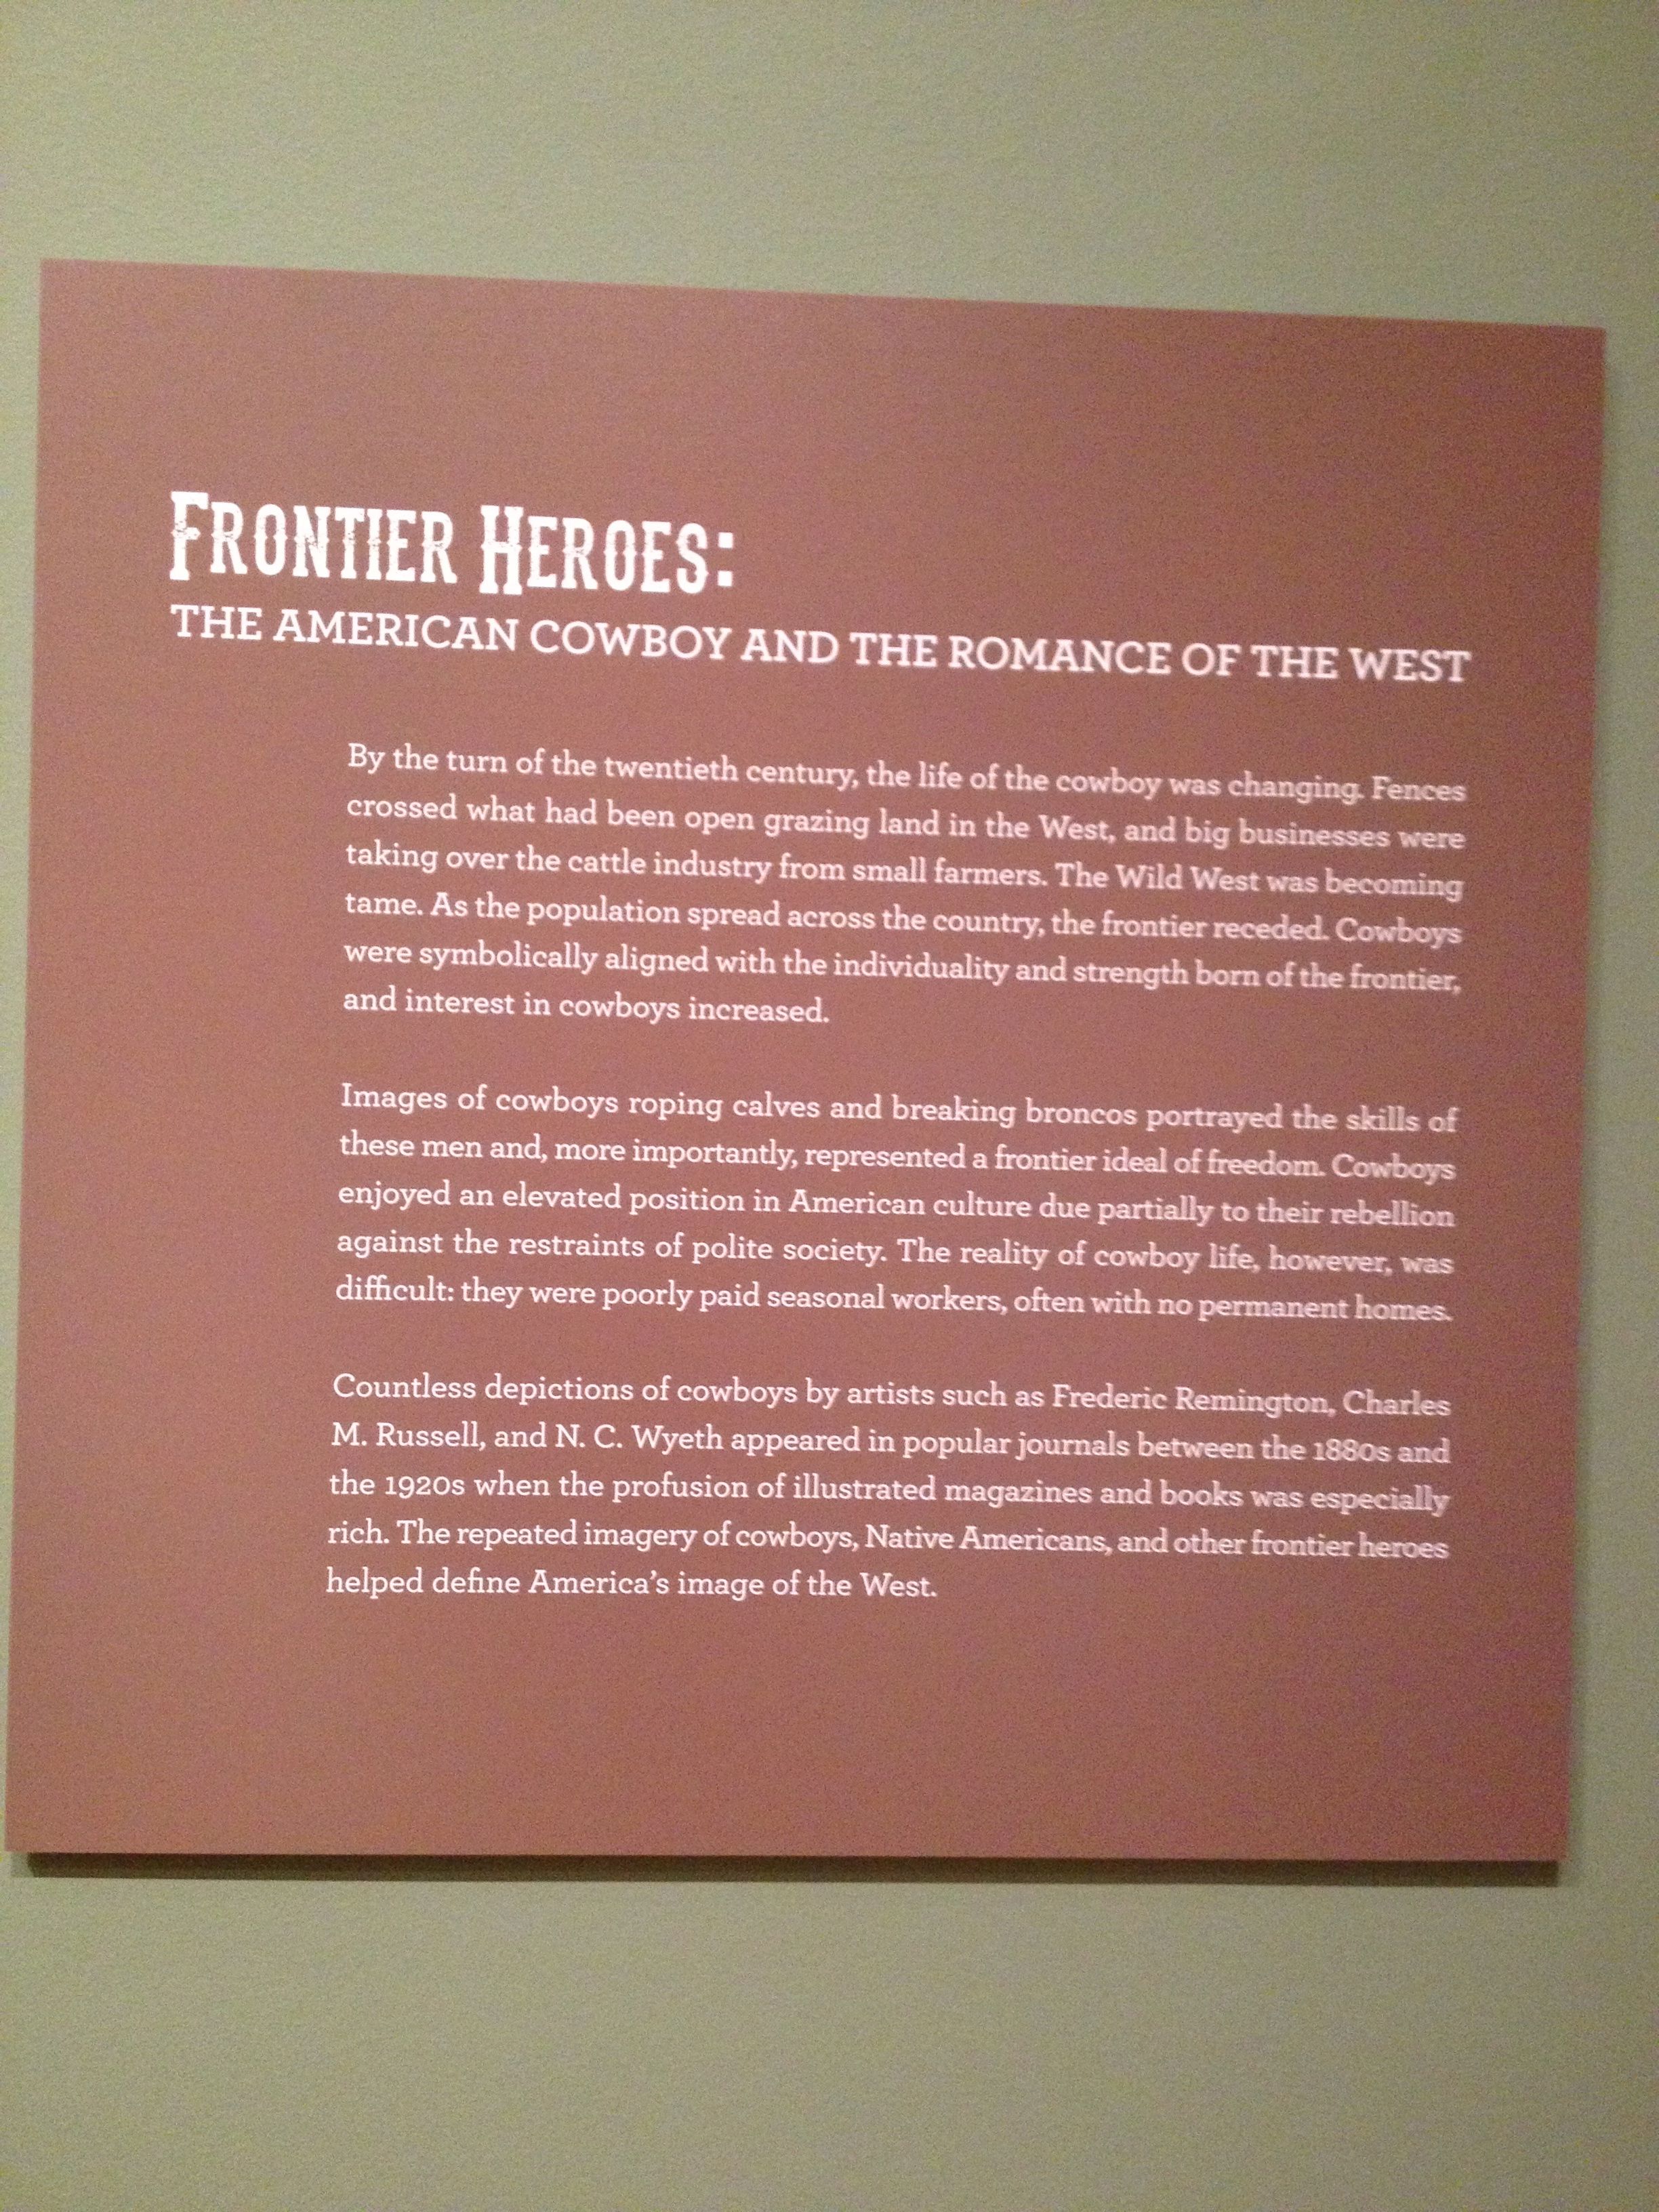 FRONTIER HEROES:
THE AMERICAN COWBOY AND THE ROMANCE OF THE WEST
By the turn of the twentieth century, the life of the cowboy was changing. Fences
crossed what had been open grazing land in the West, and big businesses were
taking over the cattle industry from small farmers. The Wild West was becoming
tame. As the population spread across the country, the frontier receded. Cowboys
were symbolically aligned with the individuality and strength born of the frontier,
and interest in cowboys increased.
Images of cowboys roping calves and breaking broncos portrayed the skills of
these men and, more importantly, represented a frontier ideal of freedom. Cowboys
enjoyed an elevated position in American culture due partially to their rebellion
against the restraints of polite society. The reality of cowboy life, however, was
difficult: they were poorly paid seasonal workers, often with no permanent homes.
Countless depictions of cowboys by artists such as Frederic Remington, Charles
M. Russell, and N. C. Wyeth appeared in popular journals between the 1880s and
the 1920s when the profusion of illustrated magazines and books was especially
rich. The repeated imagery of cowboys, Native Americans, and other frontier heroes
helped define America's image of the West.